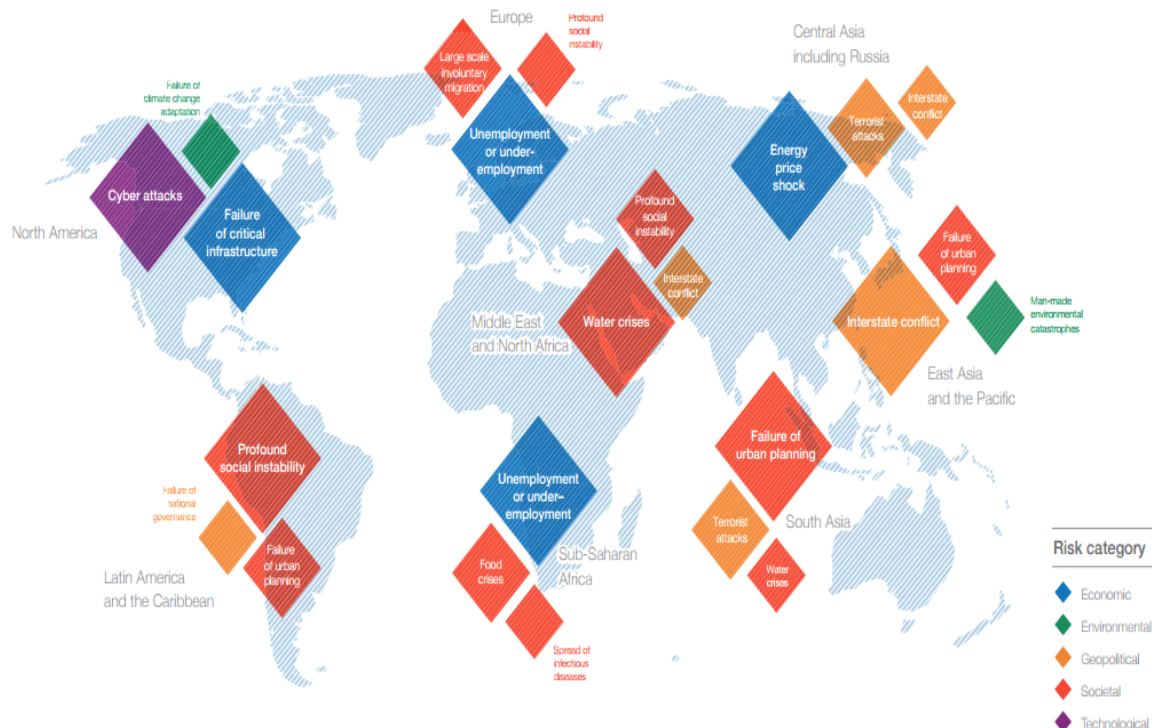 Europe
Profound
social
instability
Large scale
involuntary
migration
Unemployment
or under-
employment
Central Asia
including Russia
Energy
price
shock
Terrorist
attacks
Interstate
conflict
Failure of
climate change
adaptation
Cyber attacks
Failure
of critical
infrastructure
North America
Profound
social
instability
Interstate
conflict
Water crises
Middle East
and North Africa
Failure
of urban
planning
Interstate conflict
Man-made
environmental
catastrophes
East Asia
and the Pacific
Profound
social instability
Failure of
national
governance
Failure
of urban
planning
Latin America
and the Caribbean
Unemployment
or under–
employment
Food
crises
Spread of
infectious
diseases
Sub-Saharan
Africa
Failure of
urban planning
Terrorist
attacks
Water
crises
South Asia
Risk category
Economic
Environmental
Geopolitical
Societal
Technological